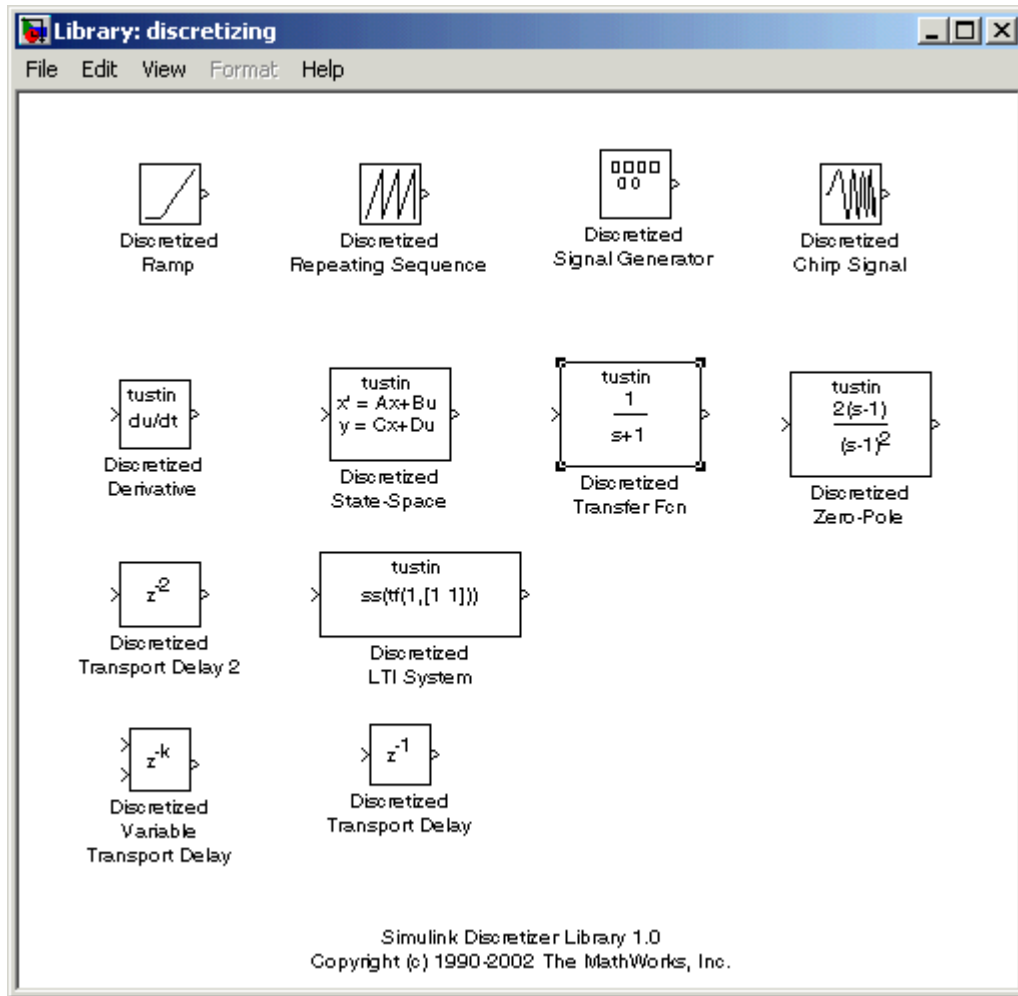 Library: discretizing
File Edit View Format Help
Discretized
Ramp
Discretized
Repeating Sequence
Discretized
Signal Generator
Discretized
Chirp Signal
tustin
du/dt
Discretized
Derivative
tustin
x' = Ax+Bu
y = Cx+Du
Discretized
State-Space
tustin
1
s+1
Discretized
Transfer Fcn
tustin
2(s-1)
(s-1)^2
Discretized
Zero-Pole
z^-2
Discretized
Transport Delay 2
tustin
ss(tf(1,[1 1]))
Discretized
LTI System
z^-k
Discretized
Variable
Transport Delay
z^-1
Discretized
Transport Delay
Simulink Discretizer Library 1.0
Copyright (c) 1990-2002 The MathWorks, Inc.